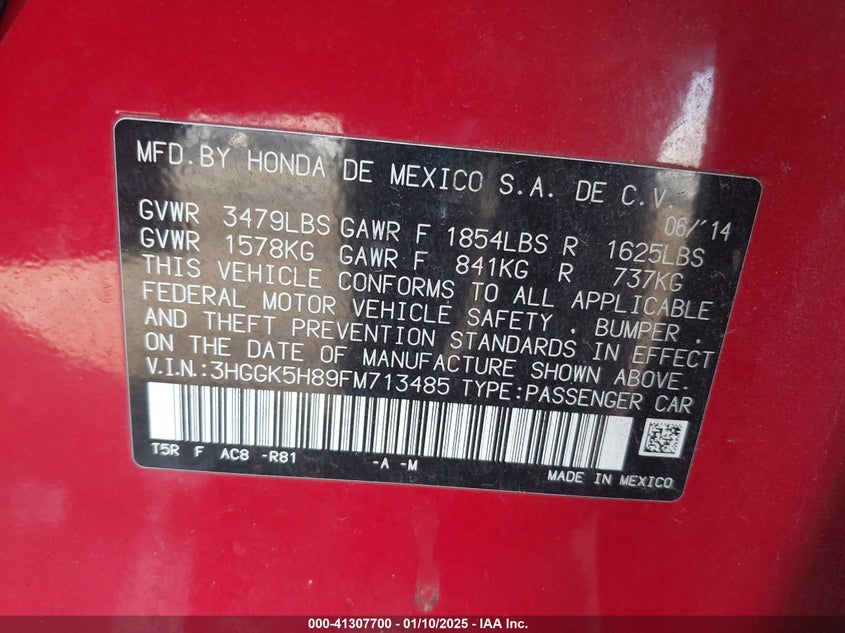 MFD.BY HONDA DE MEXICO S.A. DE C.V.
06/'14
GVWR 3479LBS GAWR F 1854LBS R 1625LBS
GVWR 1578KG GAWR F 841KG R 737KG
THIS VEHICLE CONFORMS TO ALL APPLICABLE
FEDERAL MOTOR VEHICLE SAFETY , BUMPER ,
AND THEFT PREVENTION STANDARDS IN EFFECT
ON THE DATE OF MANUFACTURE SHOWN ABOVE.
V.I.N.:3HGGK5H89FM713485 TYPE:PASSENGER CAR
T5R F AC8 -R81 -A -M
MADE IN MEXICO
000-41307700 - 01/10/2025 - IAA Inc.